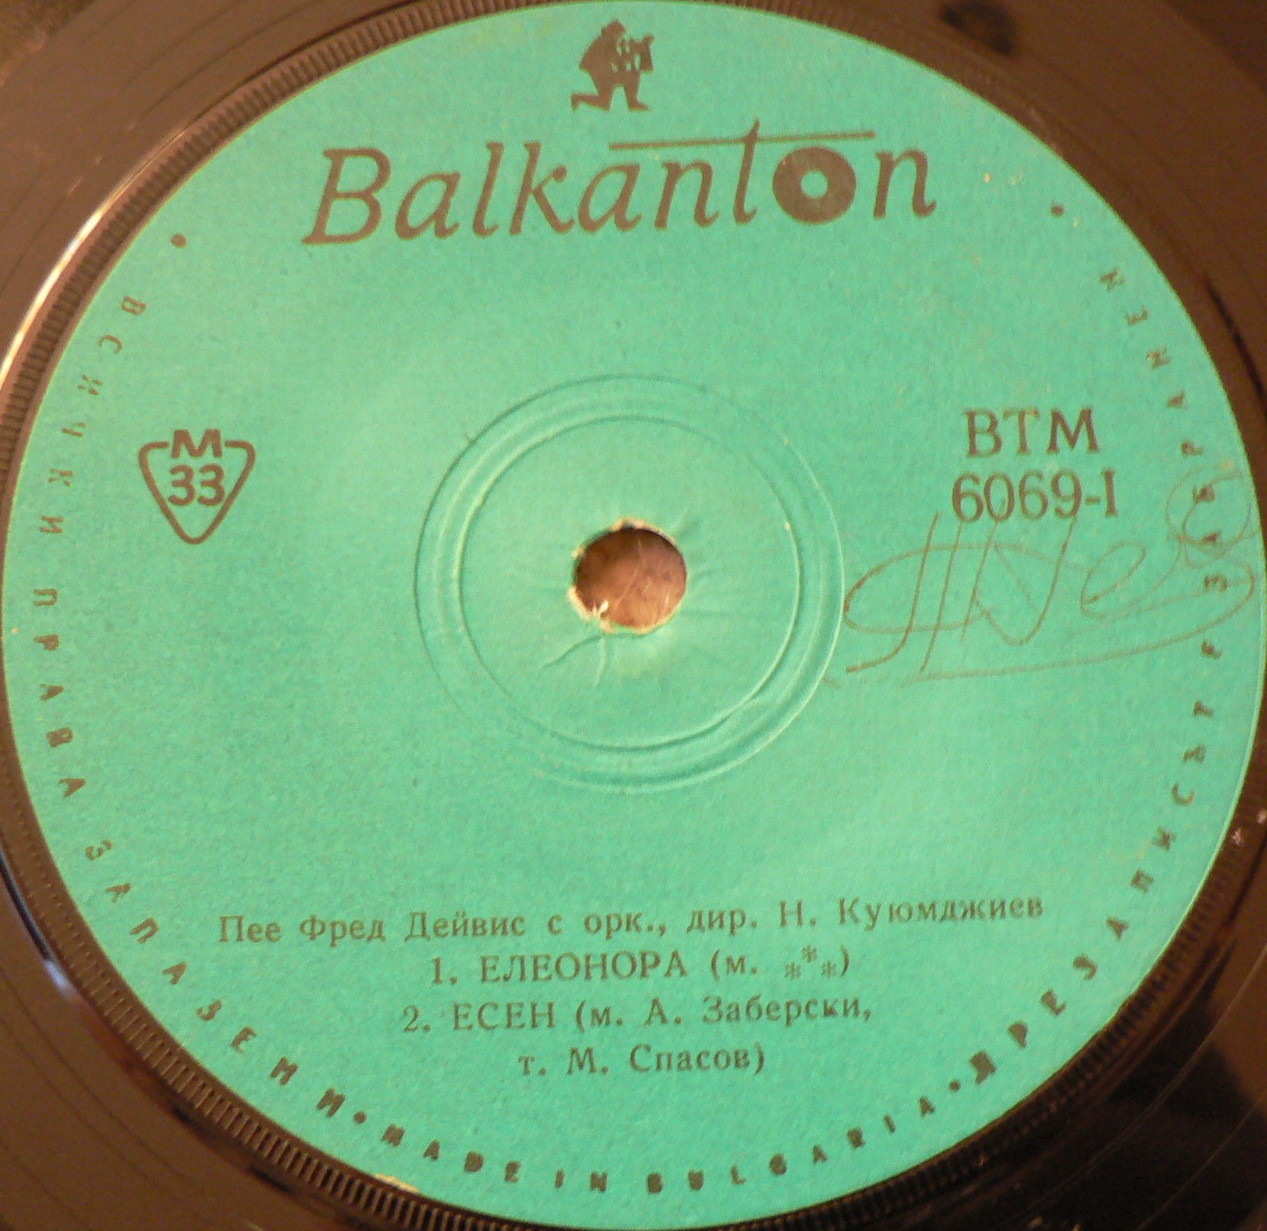 Balkanton
М
33
ВТМ
6069-I
Пее Фред Дейвис с орк., дир. Н. Куюмджиев
1. ЕЛЕОНОРА (м. ***)
2. ЕСЕН (м. А. Заберски,
т. М. Спасов)
• ВСИЧКИ ПРАВА ЗАПАЗЕНИ • MADE IN BULGARIA • ПРЕЗАПИСЪТ Е ЗАБРАНЕН •